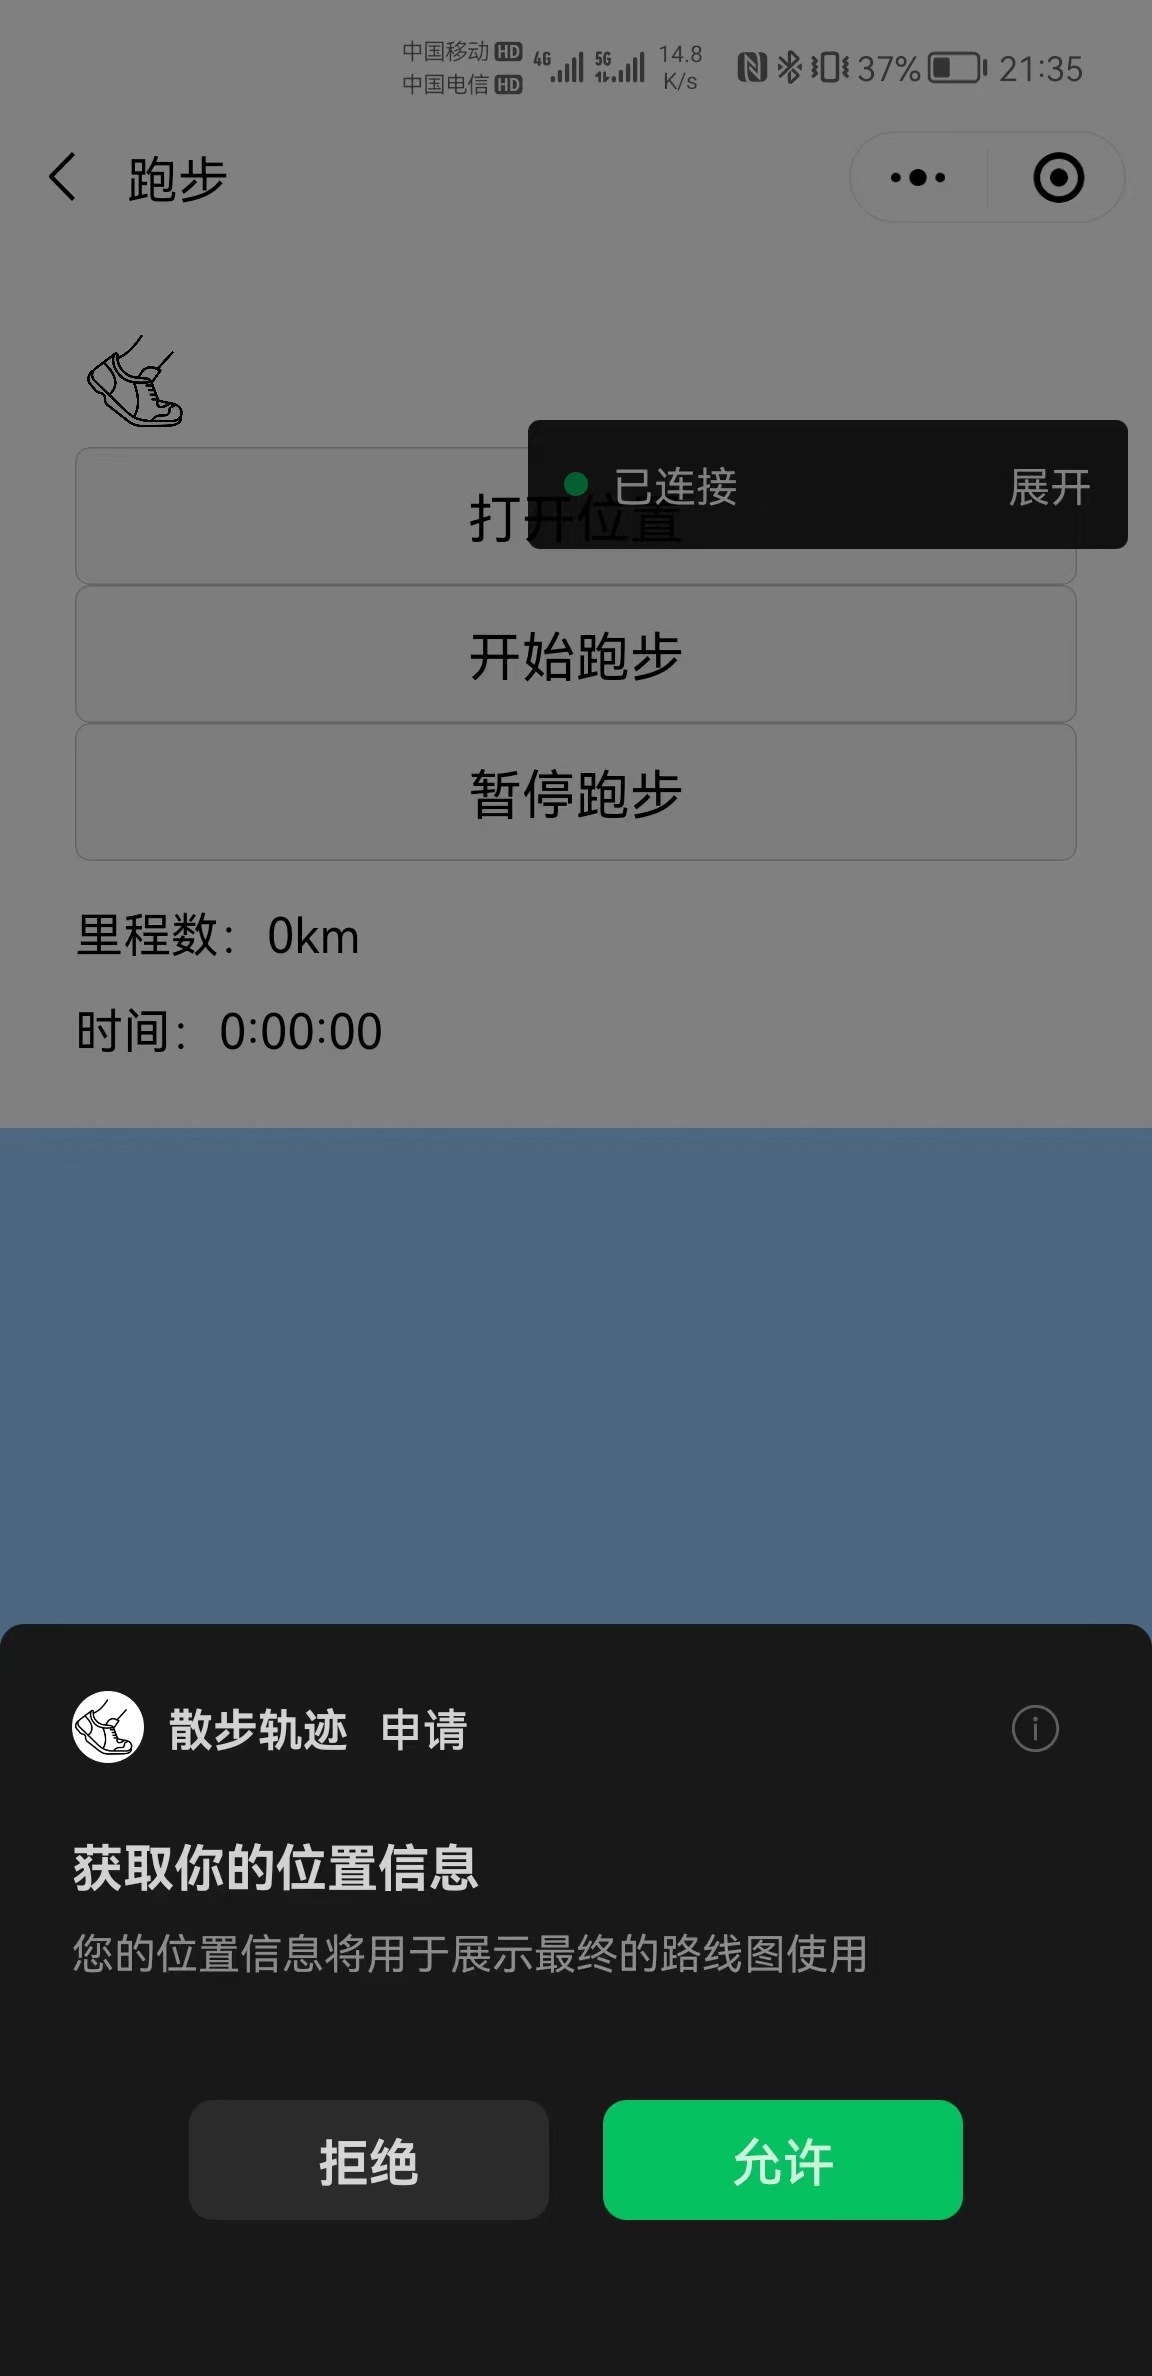 中国移动 HD 4G 5G 14.8 K/s 37% 21:35
中国电信 HD
跑步
已连接 展开
打开位置
开始跑步
暂停跑步
里程数：0km
时间：0:00:00
散步轨迹 申请
获取你的位置信息
您的位置信息将用于展示最终的路线图使用
拒绝 允许